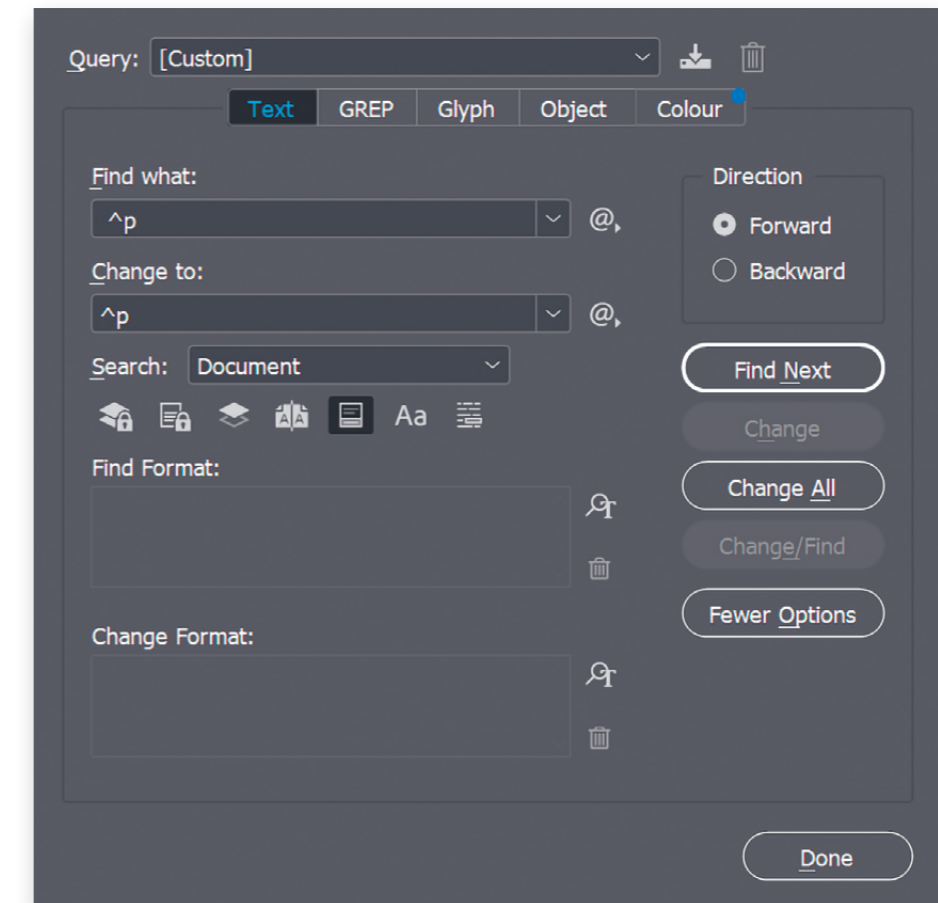 Query: [Custom]
Text GREP Glyph Object Colour
Find what:
 ^p
@
Change to:
^p
@
Search: Document
Aa
Find Format:
Change Format:
Direction
Forward
Backward
Find Next
Change
Change All
Change/Find
Fewer Options
Done